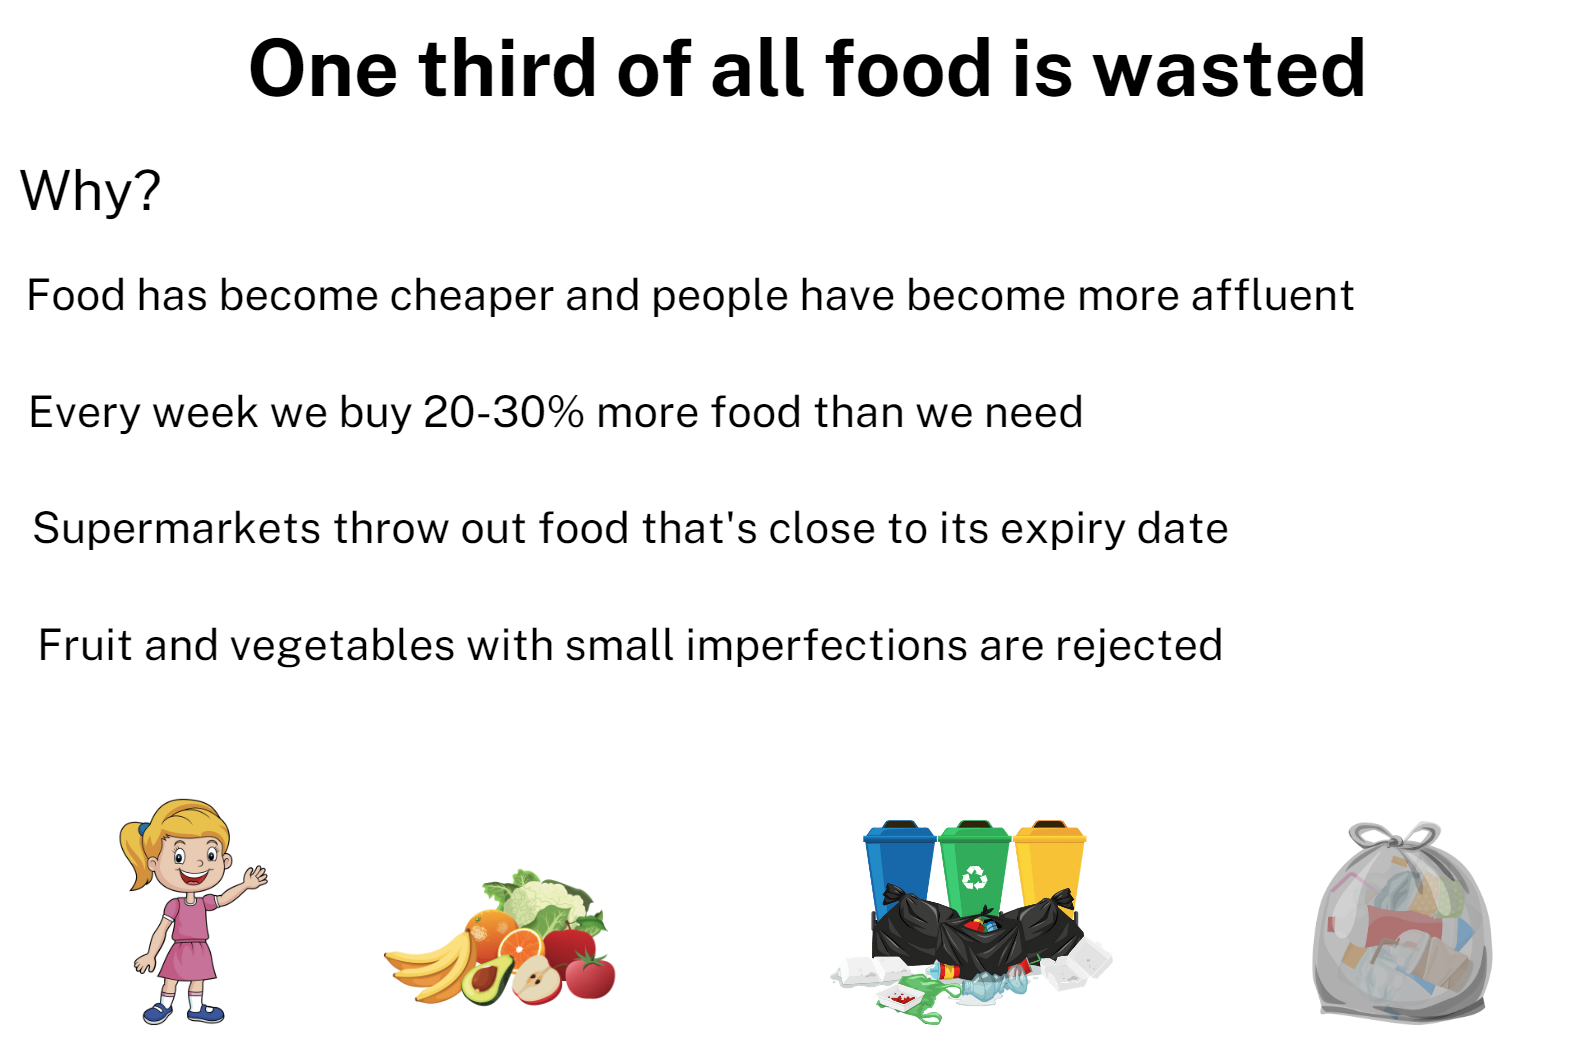 One third of all food is wasted
Why?
Food has become cheaper and people have become more affluent
Every week we buy 20-30% more food than we need
Supermarkets throw out food that's close to its expiry date
Fruit and vegetables with small imperfections are rejected